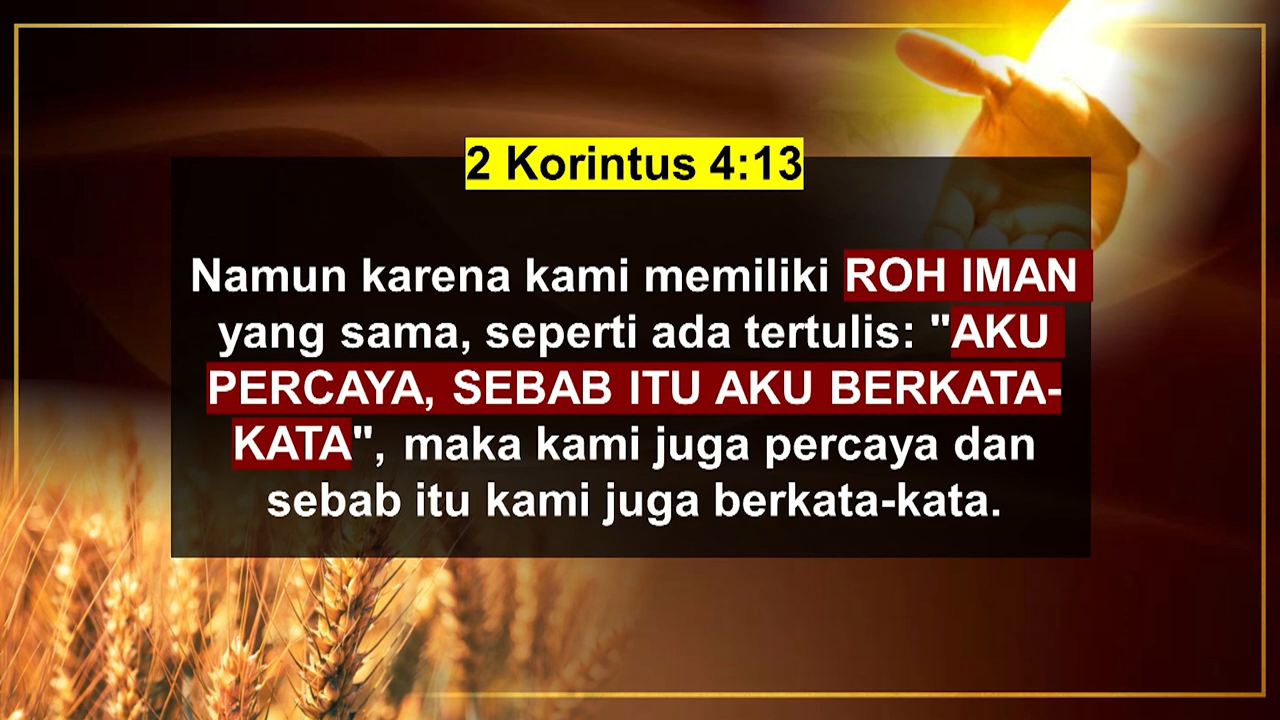 2 Korintus 4:13
Namun karena kami memiliki ROH IMAN
yang sama, seperti ada tertulis: "AKU
PERCAYA, SEBAB ITU AKU BERKATA-
KATA", maka kami juga percaya dan
sebab itu kami juga berkata-kata.